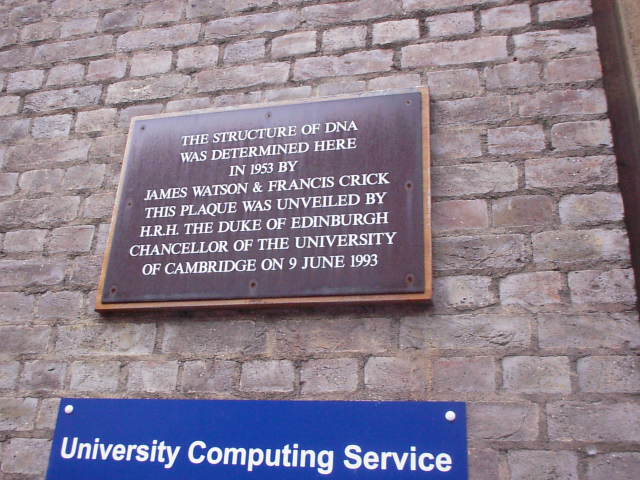 THE STRUCTURE OF DNA
WAS DETERMINED HERE
IN 1953 BY
JAMES WATSON & FRANCIS CRICK
THIS PLAQUE WAS UNVEILED BY
H.R.H. THE DUKE OF EDINBURGH
CHANCELLOR OF THE UNIVERSITY
OF CAMBRIDGE ON 9 JUNE 1993
University Computing Service